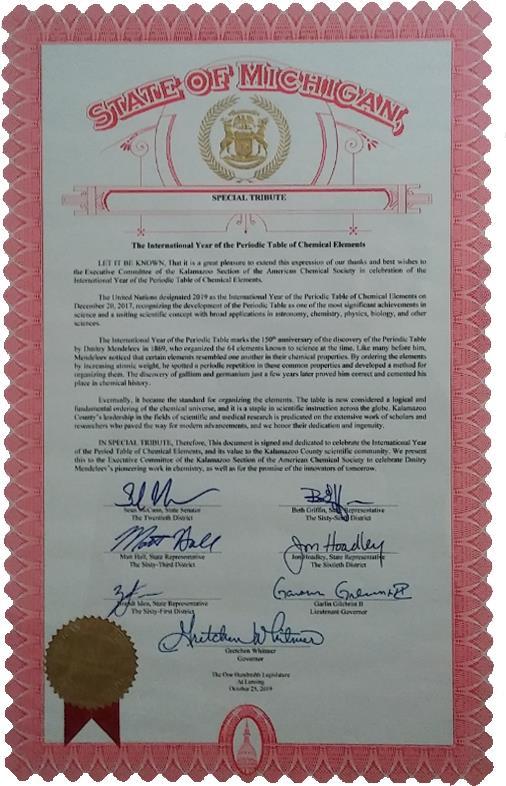 STATE OF MICHIGAN,
SPECIAL TRIBUTE
The International Year of the Periodic Table of Chemical Elements
LET IT BE KNOWN, That it is a great pleasure to extend this expression of our thanks and best wishes to
the Executive Committee of the Kalamazoo Section of the American Chemical Society in celebration of the
International Year of the Periodic Table of Chemical Elements.
The United Nations designated 2019 as the International Year of the Periodic Table of Chemical Elements on
December 20, 2017, recognizing the development of the Periodic Table as one of the most significant achievements in
science and a uniting scientific concept with broad applications in astronomy, chemistry, physics, biology, and other
sciences.
The International Year of the Periodic Table marks the 150th anniversary of the discovery of the Periodic Table
by Dmitry Mendeleev in 1869, who organized the 64 elements known to science at the time. Like many before him,
Mendeleev noticed that certain elements resembled one another in their chemical properties. By ordering the elements
by increasing atomic weight, he spotted a periodic repetition in these common properties and developed a method for
organizing them. The discovery of gallium and germanium just a few years later proved him correct and cemented his
place in chemical history.
Eventually, it became the standard for organizing the elements. The table is now considered a logical and
fundamental ordering of the chemical universe, and it is a staple in scientific instruction across the globe. Kalamazoo
County's leadership in the fields of scientific and medical research is predicated on the extensive work of scholars and
researchers who paved the way for modern advancements, and we honor their dedication and ingenuity.
IN SPECIAL TRIBUTE, Therefore, This document is signed and dedicated to celebrate the International Year
of the Period Table of Chemical Elements, and its value to the Kalamazoo County scientific community. We present
this to the Executive Committee of the Kalamazoo Section of the American Chemical Society to celebrate Dmitry
Mendeleev's pioneering work in chemistry, as well as for the promise of the innovators of tomorrow.
Sean McCann, State Senator
The Twentieth District
Beth Griffin, State Representative
The Sixty-Sixth District
Matt Hall
Matt Hall, State Representative
The Sixty-Third District
Jon Hoadley
Jon Hoadley, State Representative
The Sixtieth District
Brandt Iden, State Representative
The Sixty-First District
Garlin Gilchrist II
Garlin Gilchrist II
Lieutenant Governor
Gretchen Whitmer
Gretchen Whitmer
Governor
The One Hundredth Legislature
At Lansing
October 25, 2019